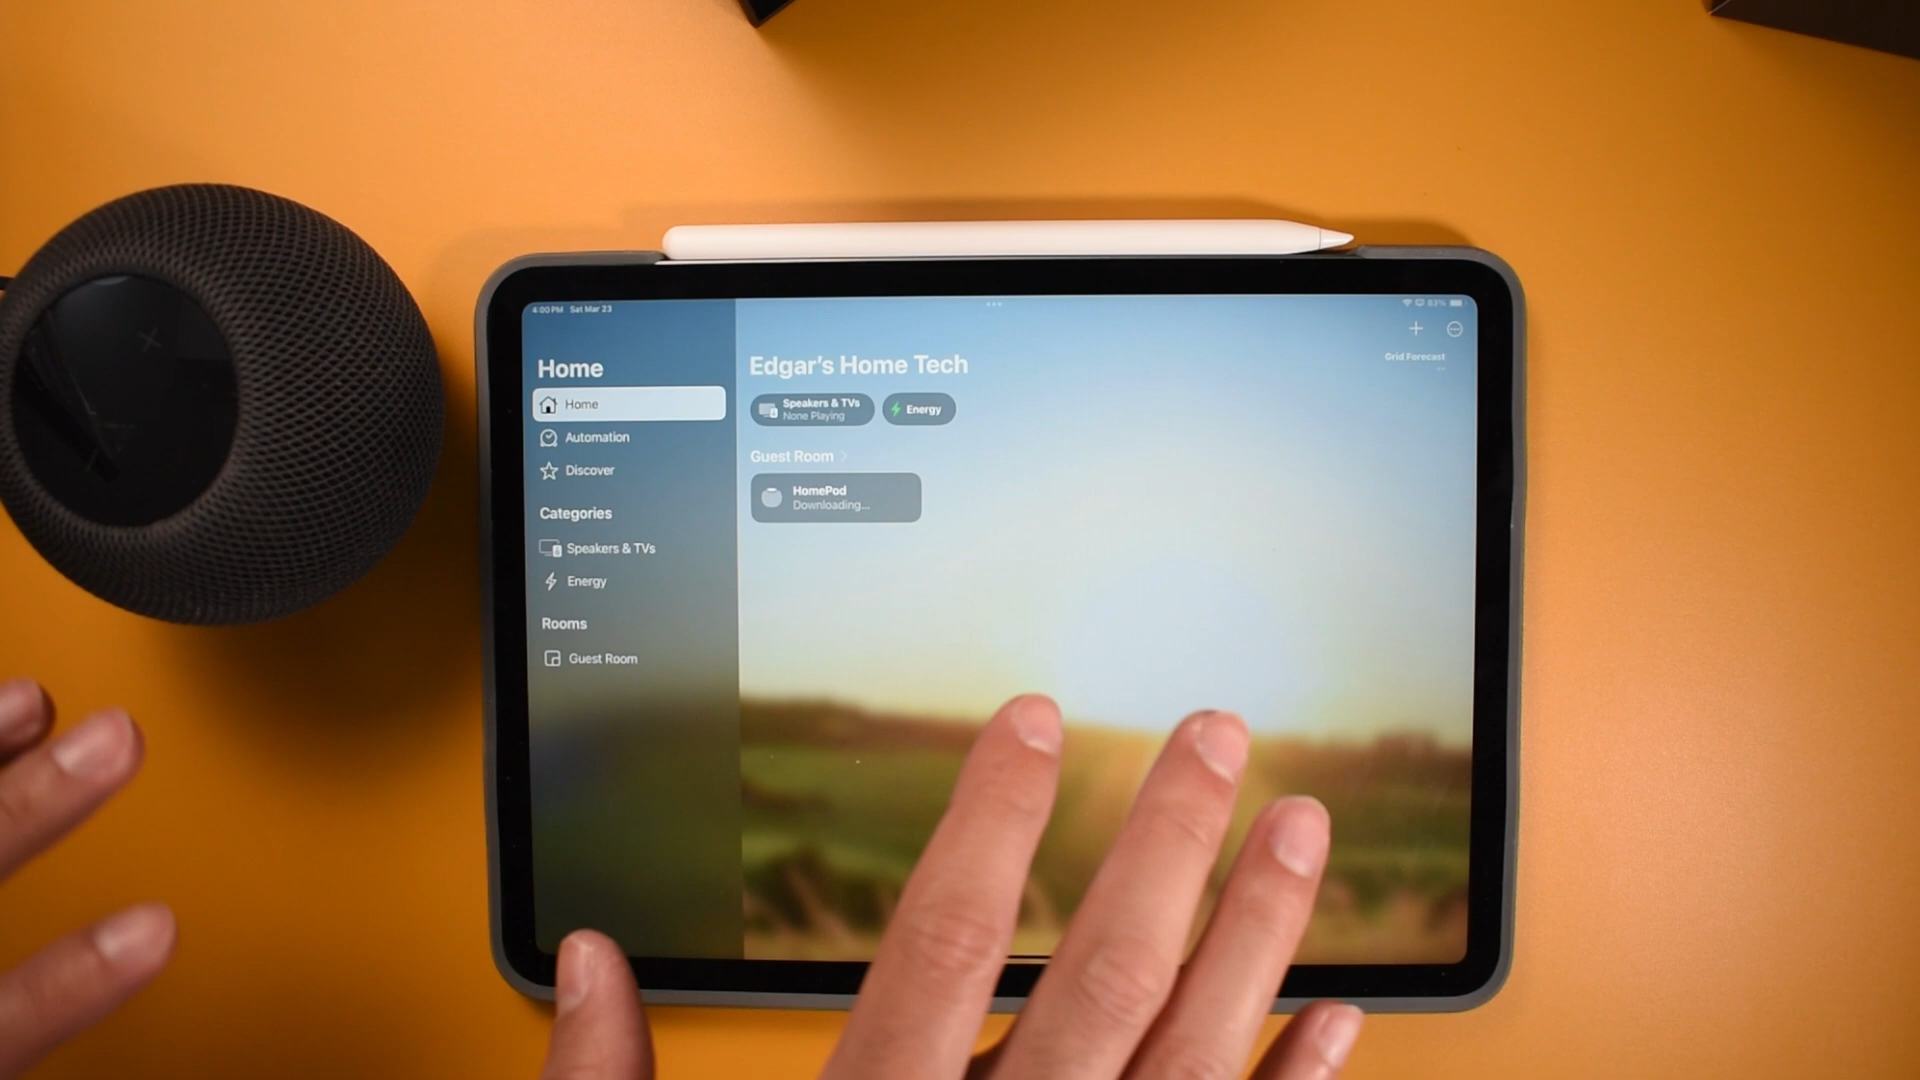 4:00 PM Sat Mar 23
83%
Home
Home
Automation
Discover
Categories
Speakers & TVs
Energy
Rooms
Guest Room
Edgar's Home Tech
Grid Forecast
Speakers & TVs
None Playing
Energy
Guest Room
HomePod
Downloading...